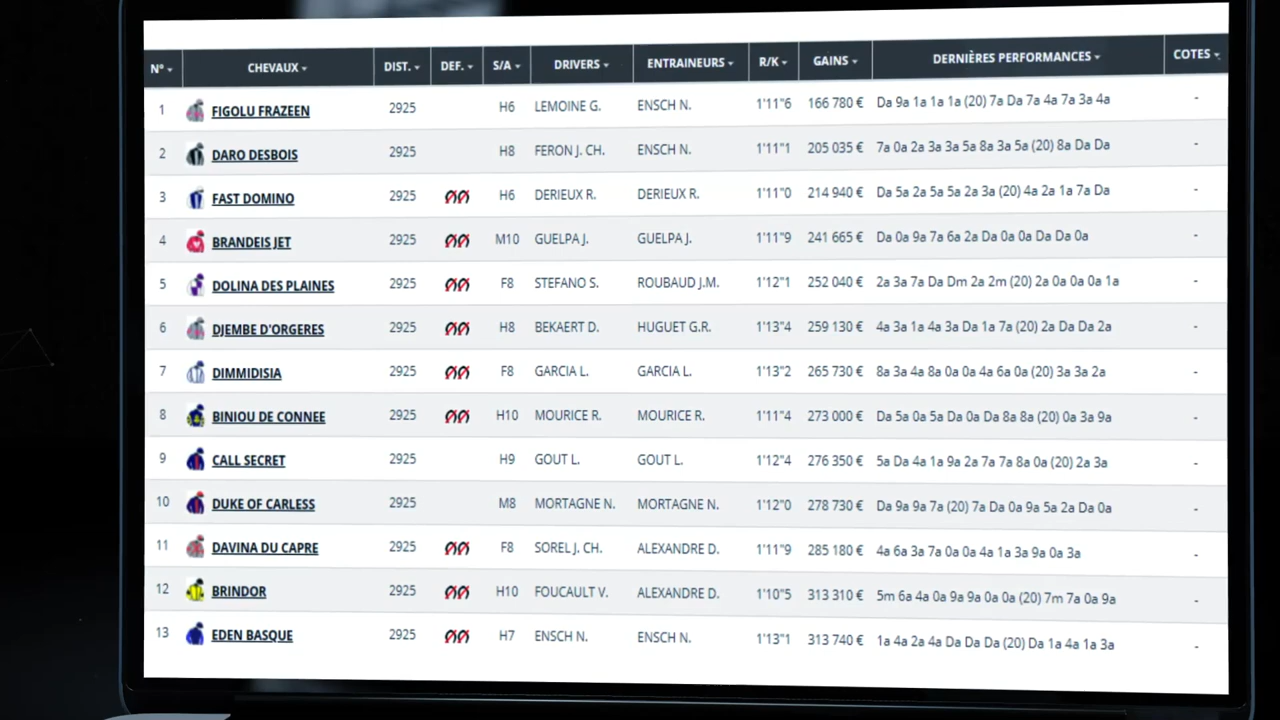 N° CHEVAUX DIST. DEF. S/A DRIVERS ENTRAINEURS R/K GAINS DERNIÈRES PERFORMANCES COTES
1 FIGOLU FRAZEEN 2925 H6 LEMOINE G. ENSCH N. 1'11"6 166 780 € Da 9a 1a 1a 1a (20) 7a Da 7a 4a 7a 3a 4a -
2 DARO DESBOIS 2925 H8 FERON J. CH. ENSCH N. 1'11"1 205 035 € 7a 0a 2a 3a 3a 5a 8a 3a 5a (20) 8a Da Da -
3 FAST DOMINO 2925 H6 DERIEUX R. DERIEUX R. 1'11"0 214 940 € Da 5a 2a 5a 5a 2a 3a (20) 4a 2a 1a 7a Da -
4 BRANDEIS JET 2925 M10 GUELPA J. GUELPA J. 1'11"9 241 665 € Da 0a 9a 7a 6a 2a Da 0a 0a Da Da 0a -
5 DOLINA DES PLAINES 2925 F8 STEFANO S. ROUBAUD J.M. 1'12"1 252 040 € 2a 3a 7a Da Dm 2a 2m (20) 2a 0a 0a 0a 1a -
6 DJEMBE D'ORGERES 2925 H8 BEKAERT D. HUGUET G.R. 1'13"4 259 130 € 4a 3a 1a 4a 3a Da 1a 7a (20) 2a Da Da 2a -
7 DIMMIDISIA 2925 F8 GARCIA L. GARCIA L. 1'13"2 265 730 € 8a 3a 4a 8a 0a 0a 4a 6a 0a (20) 3a 3a 2a -
8 BINIOU DE CONNEE 2925 H10 MOURICE R. MOURICE R. 1'11"4 273 000 € Da 5a 0a 5a Da 0a Da 8a 8a (20) 0a 3a 9a -
9 CALL SECRET 2925 H9 GOUT L. GOUT L. 1'12"4 276 350 € 5a Da 4a 1a 9a 2a 7a 7a 8a 0a (20) 2a 3a -
10 DUKE OF CARLESS 2925 M8 MORTAGNE N. MORTAGNE N. 1'12"0 278 730 € Da 9a 9a 7a (20) 7a Da 0a 9a 5a 2a Da 0a -
11 DAVINA DU CAPRE 2925 F8 SOREL J. CH. ALEXANDRE D. 1'11"9 285 180 € 4a 6a 3a 7a 0a 0a 4a 1a 3a 9a 0a 3a -
12 BRINDOR 2925 H10 FOUCAULT V. ALEXANDRE D. 1'10"5 313 310 € 5m 6a 4a 0a 9a 9a 0a 0a (20) 7m 7a 0a 9a -
13 EDEN BASQUE 2925 H7 ENSCH N. ENSCH N. 1'13"1 313 740 € 1a 4a 2a 4a Da Da Da (20) Da 1a 4a 1a 3a -